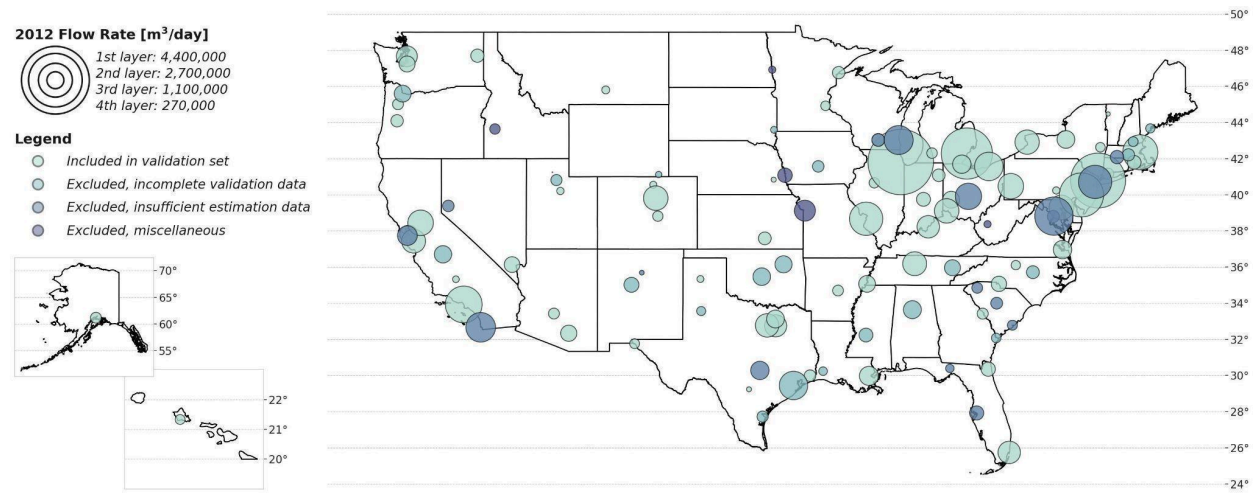 2012 Flow Rate [m³/day]
1st layer: 4,400,000
2nd layer: 2,700,000
3rd layer: 1,100,000
4th layer: 270,000
Legend
Included in validation set
Excluded, incomplete validation data
Excluded, insufficient estimation data
Excluded, miscellaneous
70°
65°
60°
55°
22°
21°
20°
50°
48°
46°
44°
42°
40°
38°
36°
34°
32°
30°
28°
26°
24°